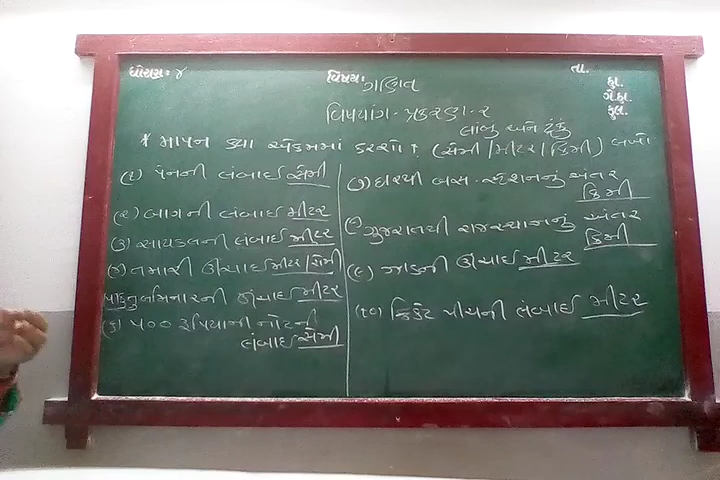 ધોરણ: ૪
વિષય: ગણિત
તા.
કુ.
ગે.હા.
કુલ.
વિષયાંગ - પ્રકરણ - ૨
લાંબુ અને ટૂંકું
* માપન કયા એકમમાં કરશો? (સેમી/મીટર/કિમી) લખો
(૧) પેનની લંબાઈ સેમી
(૨) બાગની લંબાઈ મીટર
(૩) સાયકલની લંબાઈ મીટર
(૪) તમારી ઊંચાઈ મીટર/સેમી
(૫) કુતુબમિનારની ઊંચાઈ મીટર
(૬) ૫૦૦ રૂપિયાની નોટની
લંબાઈ સેમી
(૭) ઘરથી બસ સ્ટેશનનું અંતર
કિમી
(૮) ગુજરાતથી રાજસ્થાનનું અંતર
કિમી
(૯) ઝાડની ઊંચાઈ મીટર
(૧૦) ક્રિકેટ પીચની લંબાઈ મીટર